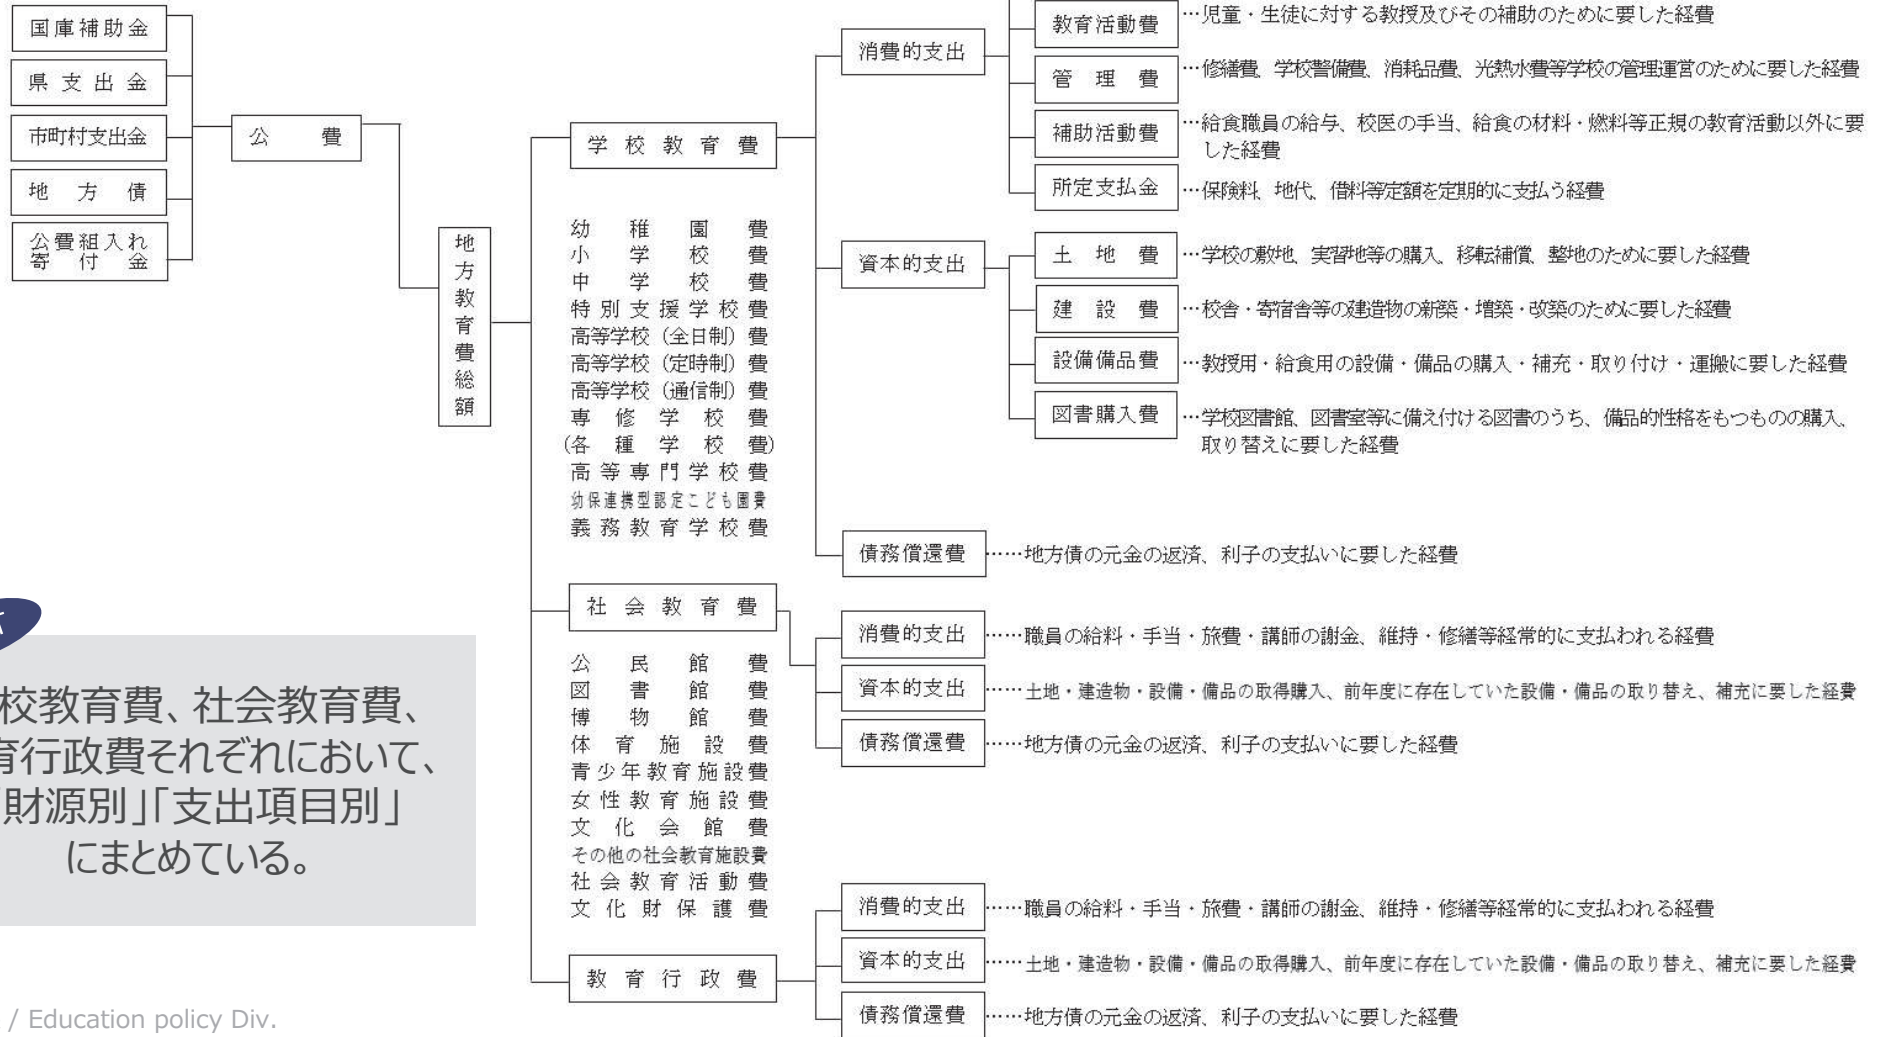 国庫補助金
県支出金
市町村支出金
地方債
公費組入れ
寄付金
公費
地方教育費総額
学校教育費
幼稚園費
小学校費
中学校費
特別支援学校費
高等学校（全日制）費
高等学校（定時制）費
高等学校（通信制）費
専修学校費
(各種学校費)
高等専門学校費
幼保連携型認定こども園費
義務教育学校費
消費的支出
教育活動費
…児童・生徒に対する教授及びその補助のために要した経費
管理費
…修繕費、学校警備費、消耗品費、光熱水費等学校の管理運営のために要した経費
補助活動費
…給食職員の給与、校医の手当、給食の材料・燃料等正規の教育活動以外に要
した経費
所定支払金
…保険料、地代、借料等定額を定期的に支払う経費
資本的支出
土地費
…学校の敷地、実習地等の購入、移転補償、整地のために要した経費
建設費
…校舎・寄宿舎等の建造物の新築・増築・改築のために要した経費
設備備品費
…教授用・給食用の設備・備品の購入・補充・取り付け・運搬に要した経費
図書購入費
…学校図書館、図書室等に備え付ける図書のうち、備品的性格をもつものの購入、
取り替えに要した経費
債務償還費
……地方債の元金の返済、利子の支払いに要した経費
社会教育費
公民館費
図書館費
博物館費
体育施設費
青少年教育施設費
女性教育施設費
文化会館費
その他の社会教育施設費
社会教育活動費
文化財保護費
消費的支出
……職員の給料・手当・旅費・講師の謝金、維持・修繕等経常的に支払われる経費
資本的支出
……土地・建造物・設備・備品の取得購入、前年度に存在していた設備・備品の取り替え、補充に要した経費
債務償還費
……地方債の元金の返済、利子の支払いに要した経費
教育行政費
消費的支出
……職員の給料・手当・旅費・講師の謝金、維持・修繕等経常的に支払われる経費
資本的支出
……土地・建造物・設備・備品の取得購入、前年度に存在していた設備・備品の取り替え、補充に要した経費
債務償還費
……地方債の元金の返済、利子の支払いに要した経費
校教育費、社会教育費、
育行政費それぞれにおいて、
「財源別」「支出項目別」
にまとめている。
/ Education policy Div.